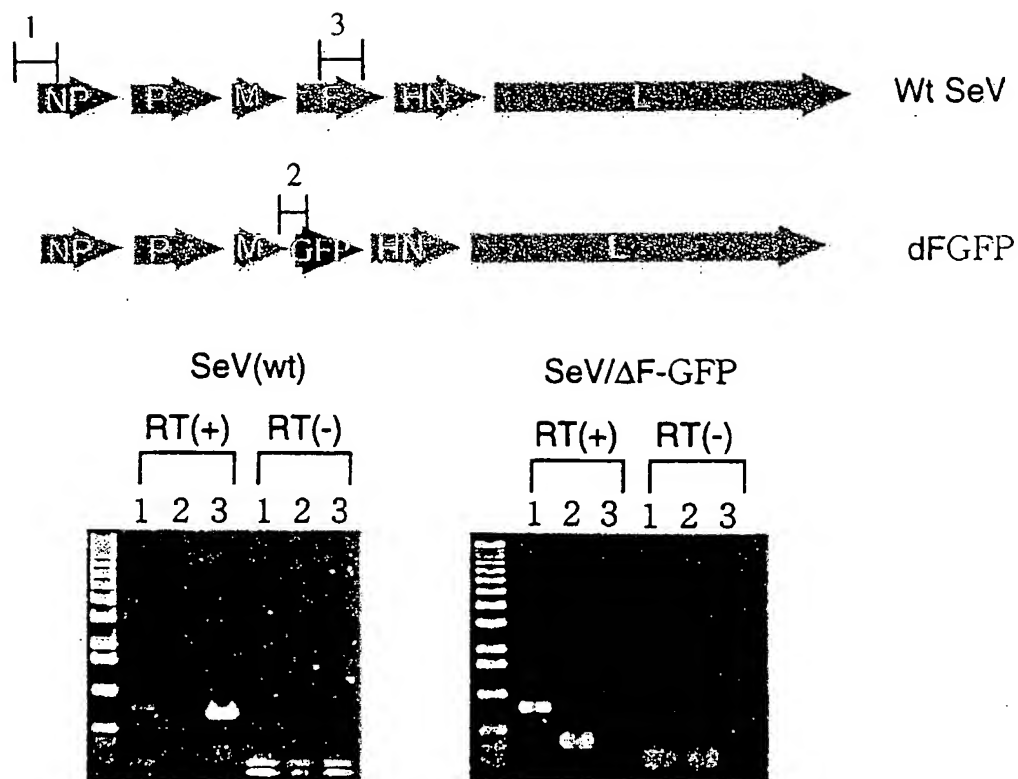 1 3
NP P M F HN L Wt SeV
2
NP P M GFP HN L dFGFP
SeV(wt) SeV/ΔF-GFP
RT(+) RT(-) RT(+) RT(-)
1 2 3 1 2 3 1 2 3 1 2 3